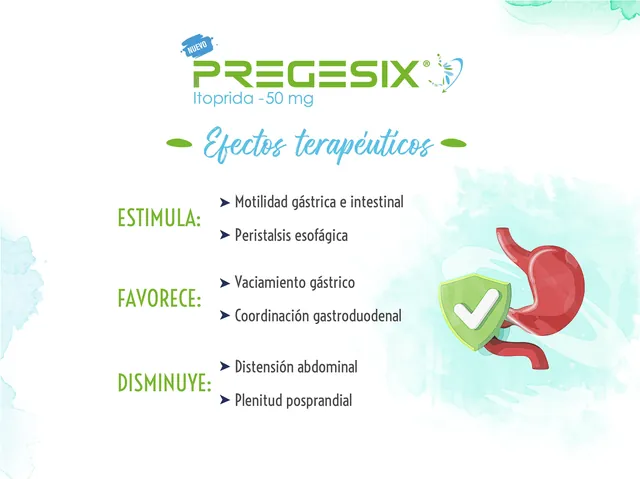 NUEVO
PREGESIX®
Itoprida - 50 mg
Efectos terapéuticos
ESTIMULA:
➤ Motilidad gástrica e intestinal
➤ Peristalsis esofágica
FAVORECE:
➤ Vaciamiento gástrico
➤ Coordinación gastroduodenal
DISMINUYE:
➤ Distensión abdominal
➤ Plenitud posprandial